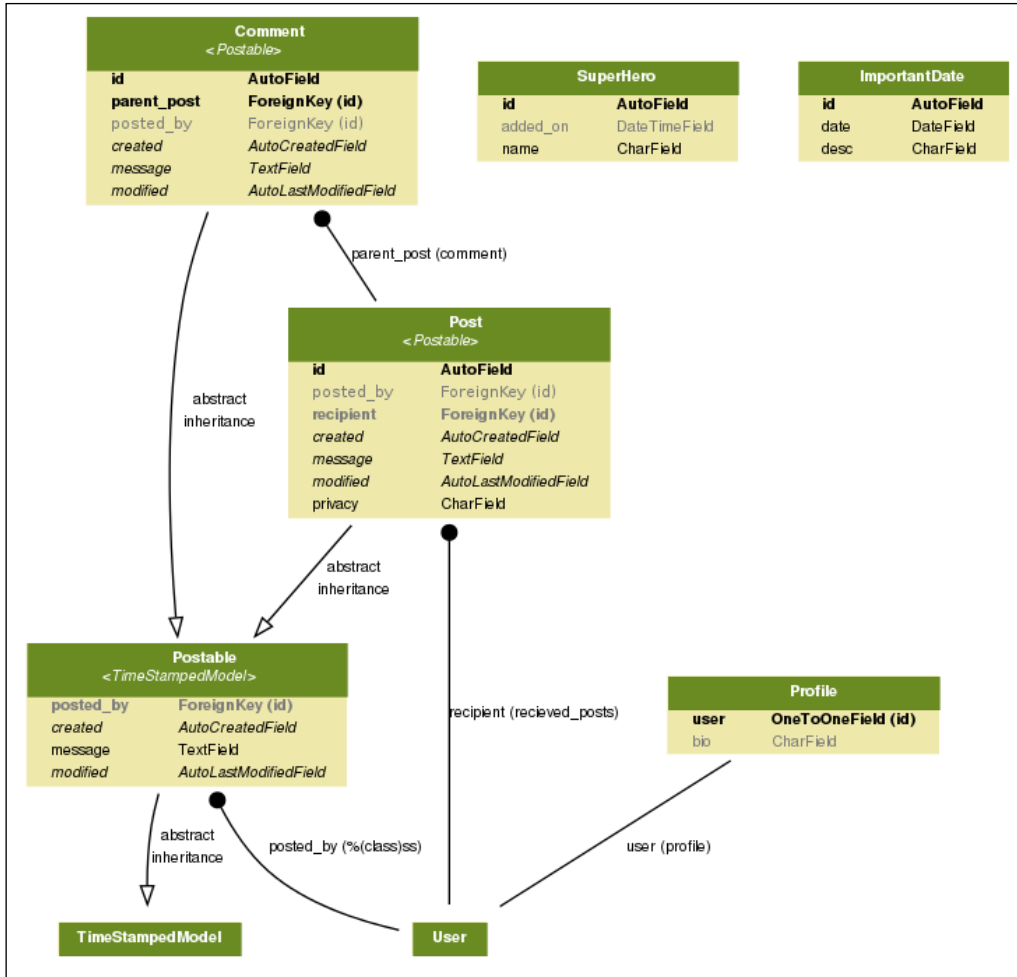 Comment
<Postable>
id AutoField
parent_post ForeignKey (id)
posted_by ForeignKey (id)
created AutoCreatedField
message TextField
modified AutoLastModifiedField
SuperHero
id AutoField
added_on DateTimeField
name CharField
ImportantDate
id AutoField
date DateField
desc CharField
parent_post (comment)
Post
<Postable>
id AutoField
posted_by ForeignKey (id)
recipient ForeignKey (id)
created AutoCreatedField
message TextField
modified AutoLastModifiedField
privacy CharField
abstract
inheritance
abstract
inheritance
Postable
<TimeStampedModel>
posted_by ForeignKey (id)
created AutoCreatedField
message TextField
modified AutoLastModifiedField
recipient (recieved_posts)
Profile
user OneToOneField (id)
bio CharField
abstract
inheritance
posted_by (%(class)ss)
user (profile)
TimeStampedModel
User